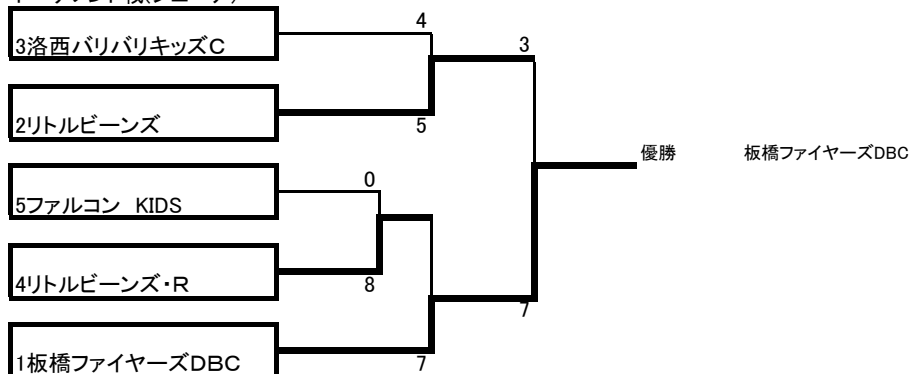 4
3洛西バリバリキッズC
3
2リトルビーンズ
5
優勝 板橋ファイヤーズDBC
0
5ファルコン KIDS
4リトルビーンズ・R
8
7
1板橋ファイヤーズDBC
7